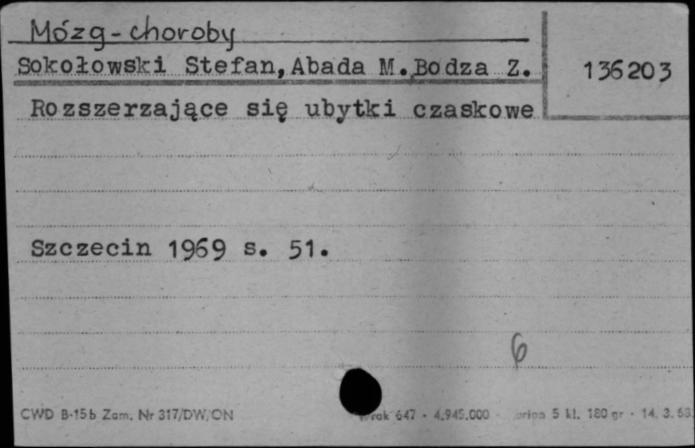 Mózg - choroby
Sokołowski Stefan, Abada M. Bodza Z.
136203
Rozszerzające się ubytki czaskowe
Szczecin 1969 s. 51.
6
CWD B-15b Zam. Nr 317/DW/ON 647 - 4.945.000 5 kl. 180 gr - 14. 3. 63